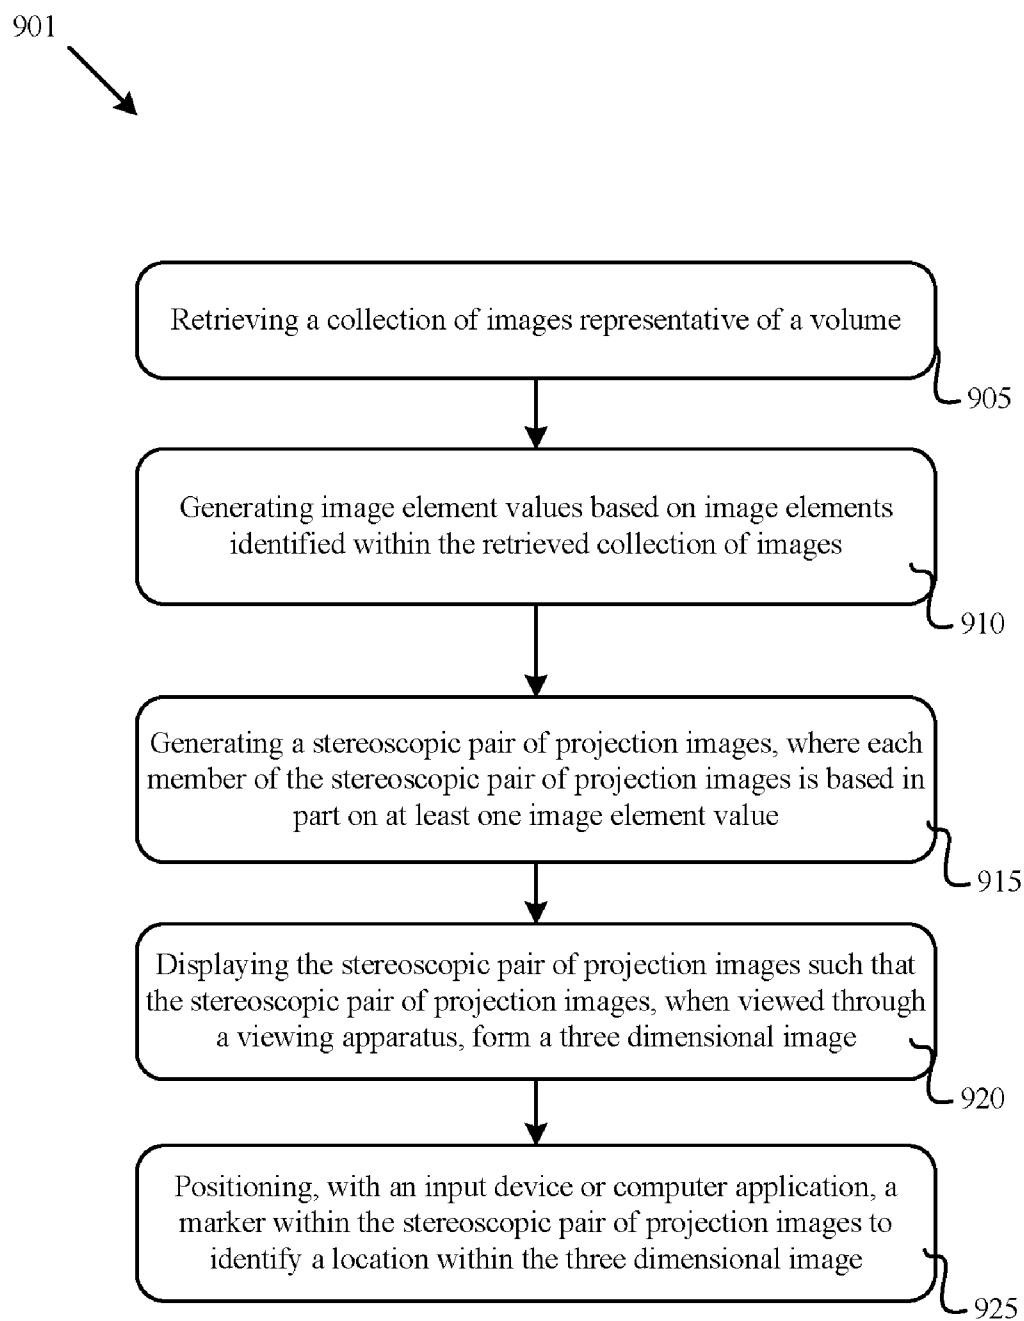 901
Retrieving a collection of images representative of a volume
905
Generating image element values based on image elements
identified within the retrieved collection of images
910
Generating a stereoscopic pair of projection images, where each
member of the stereoscopic pair of projection images is based in
part on at least one image element value
915
Displaying the stereoscopic pair of projection images such that
the stereoscopic pair of projection images, when viewed through
a viewing apparatus, form a three dimensional image
920
Positioning, with an input device or computer application, a
marker within the stereoscopic pair of projection images to
identify a location within the three dimensional image
925